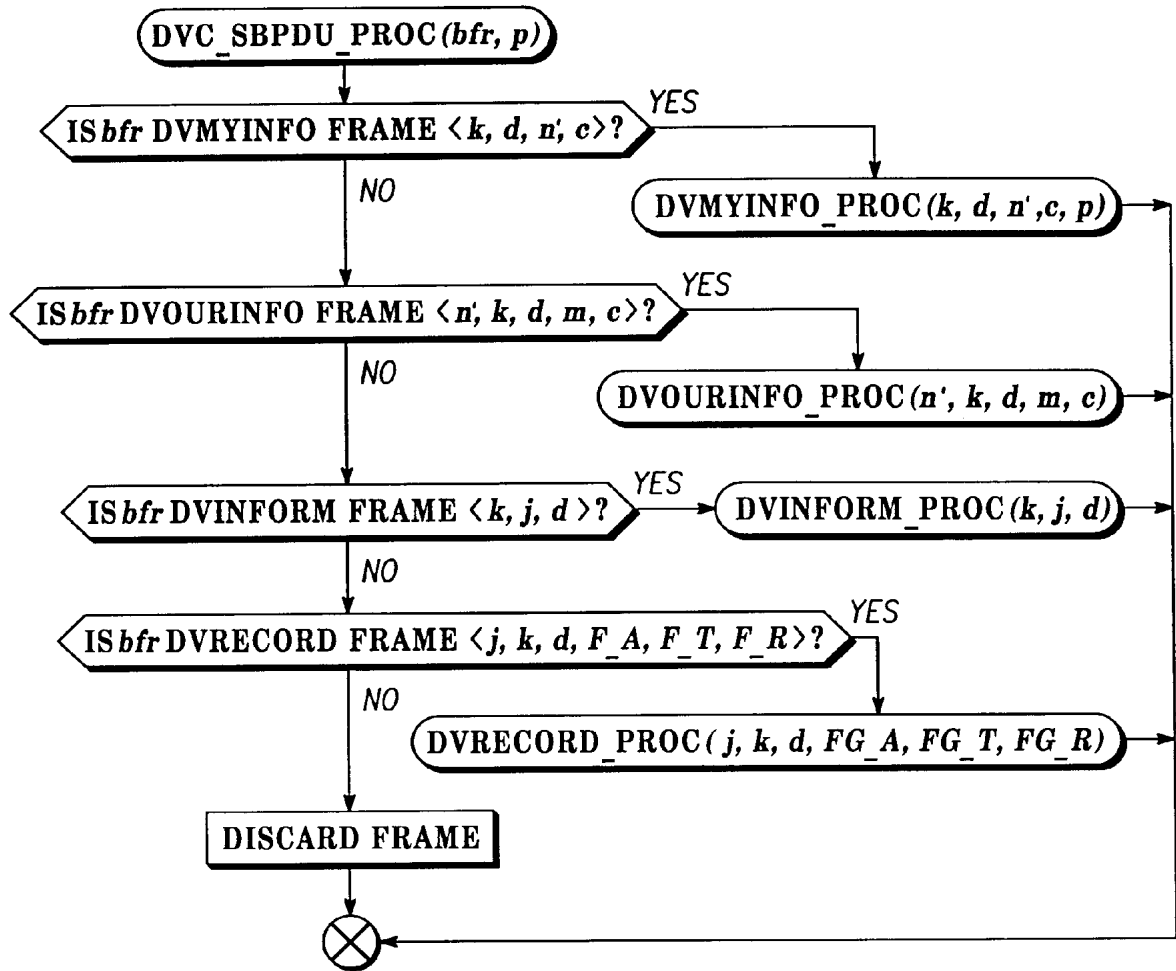 DVC_SBPDU_PROC(bfr, p)
IS bfr DVMYINFO FRAME <k, d, n', c>?
YES
NO
DVMYINFO_PROC(k, d, n',c, p)
IS bfr DVOURINFO FRAME <n', k, d, m, c>?
YES
NO
DVOURINFO_PROC(n', k, d, m, c)
IS bfr DVINFORM FRAME <k, j, d>?
YES
DVINFORM_PROC(k, j, d)
NO
IS bfr DVRECORD FRAME <j, k, d, F_A, F_T, F_R>?
YES
NO
DVRECORD_PROC(j, k, d, FG_A, FG_T, FG_R)
DISCARD FRAME